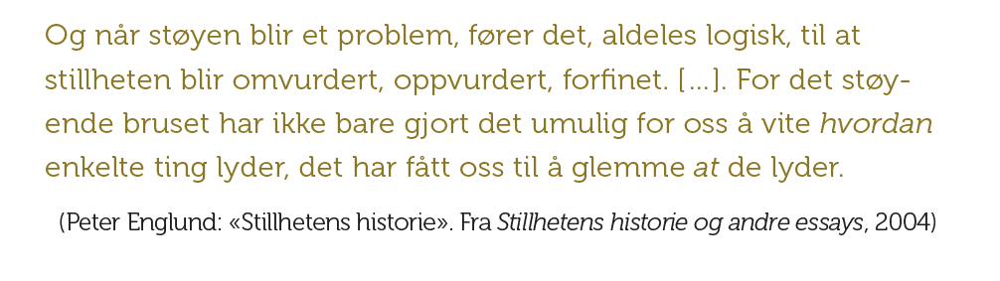 Og når støyen blir et problem, fører det, aldeles logisk, til at
stillheten blir omvurdert, oppvurdert, forfinet. [...]. For det støy-
ende bruset har ikke bare gjort det umulig for oss å vite hvordan
enkelte ting lyder, det har fått oss til å glemme at de lyder.
(Peter Englund: «Stillhetens historie». Fra Stillhetens historie og andre essays, 2004)